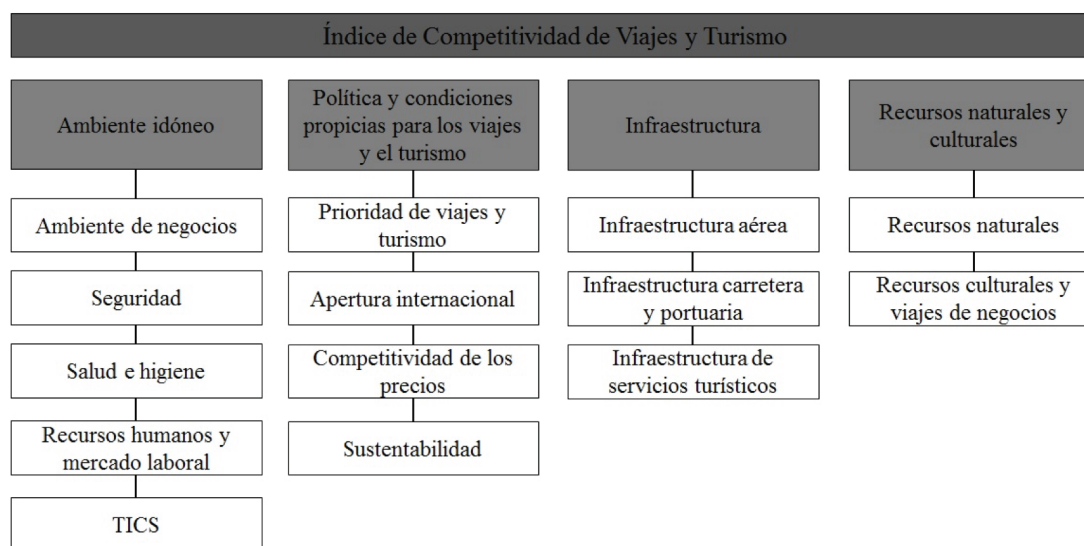 Índice de Competitividad de Viajes y Turismo
Ambiente idóneo
Política y condiciones
propicias para los viajes
y el turismo
Infraestructura
Recursos naturales y
culturales
Ambiente de negocios
Prioridad de viajes y
turismo
Infraestructura aérea
Recursos naturales
Seguridad
Apertura internacional
Infraestructura carretera
y portuaria
Recursos culturales y
viajes de negocios
Salud e higiene
Competitividad de los
precios
Infraestructura de
servicios turísticos
Recursos humanos y
mercado laboral
Sustentabilidad
TICS